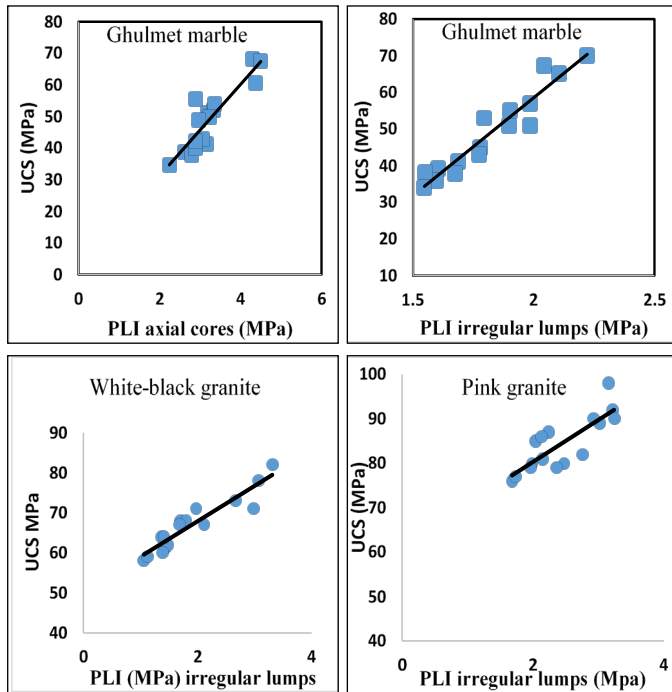 Ghulmet marble
80
70
60
50
40
30
20
10
0
0 2 4 6
UCS (MPa)
PLI axial cores (MPa)
Ghulmet marble
80
70
60
50
40
30
20
10
1.5 2 2.5
UCS (MPa)
PLI irregular lumps (MPa)
White-black granite
90
80
70
60
50
40
0 2 4
UCS MPa
PLI (MPa) irregular lumps
Pink granite
100
90
80
70
60
50
40
0 2 4
UCS (MPa)
PLI irregular lumps (Mpa)